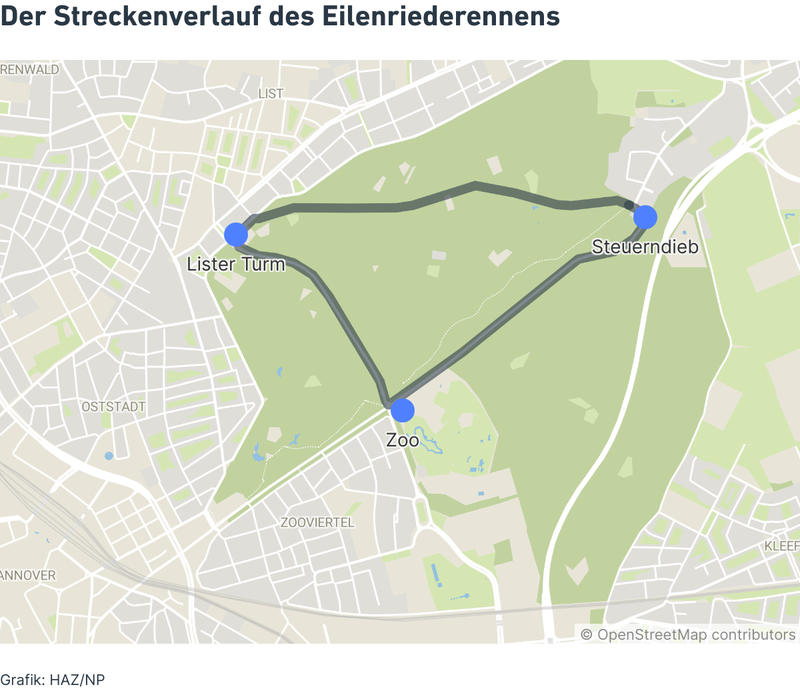 Der Streckenverlauf des Eilenriederennens
RENWALD
LIST
Steuerndieb
Lister Turm
OSTSTADT
Zoo
ZOOVIERTEL
KLEEF
ANNOVER
© OpenStreetMap contributors
Grafik: HAZ/NP